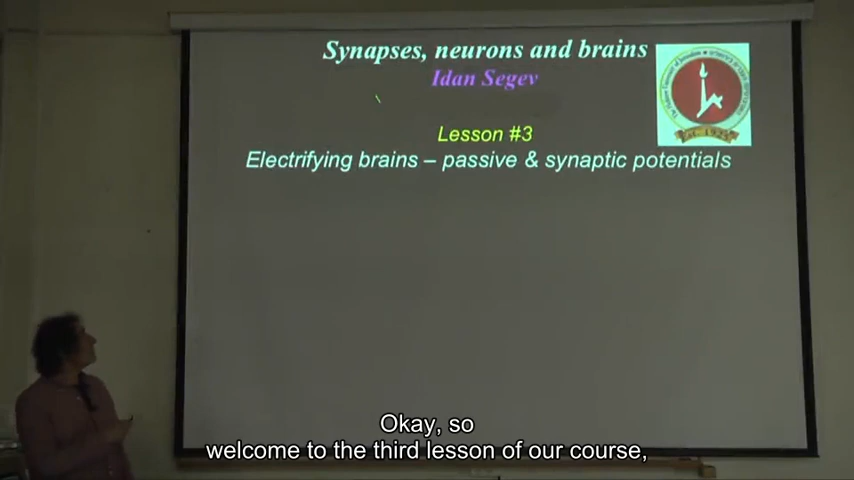 Synapses, neurons and brains
Idan Segev
Lesson #3
Electrifying brains – passive & synaptic potentials
Okay, so
welcome to the third lesson of our course,